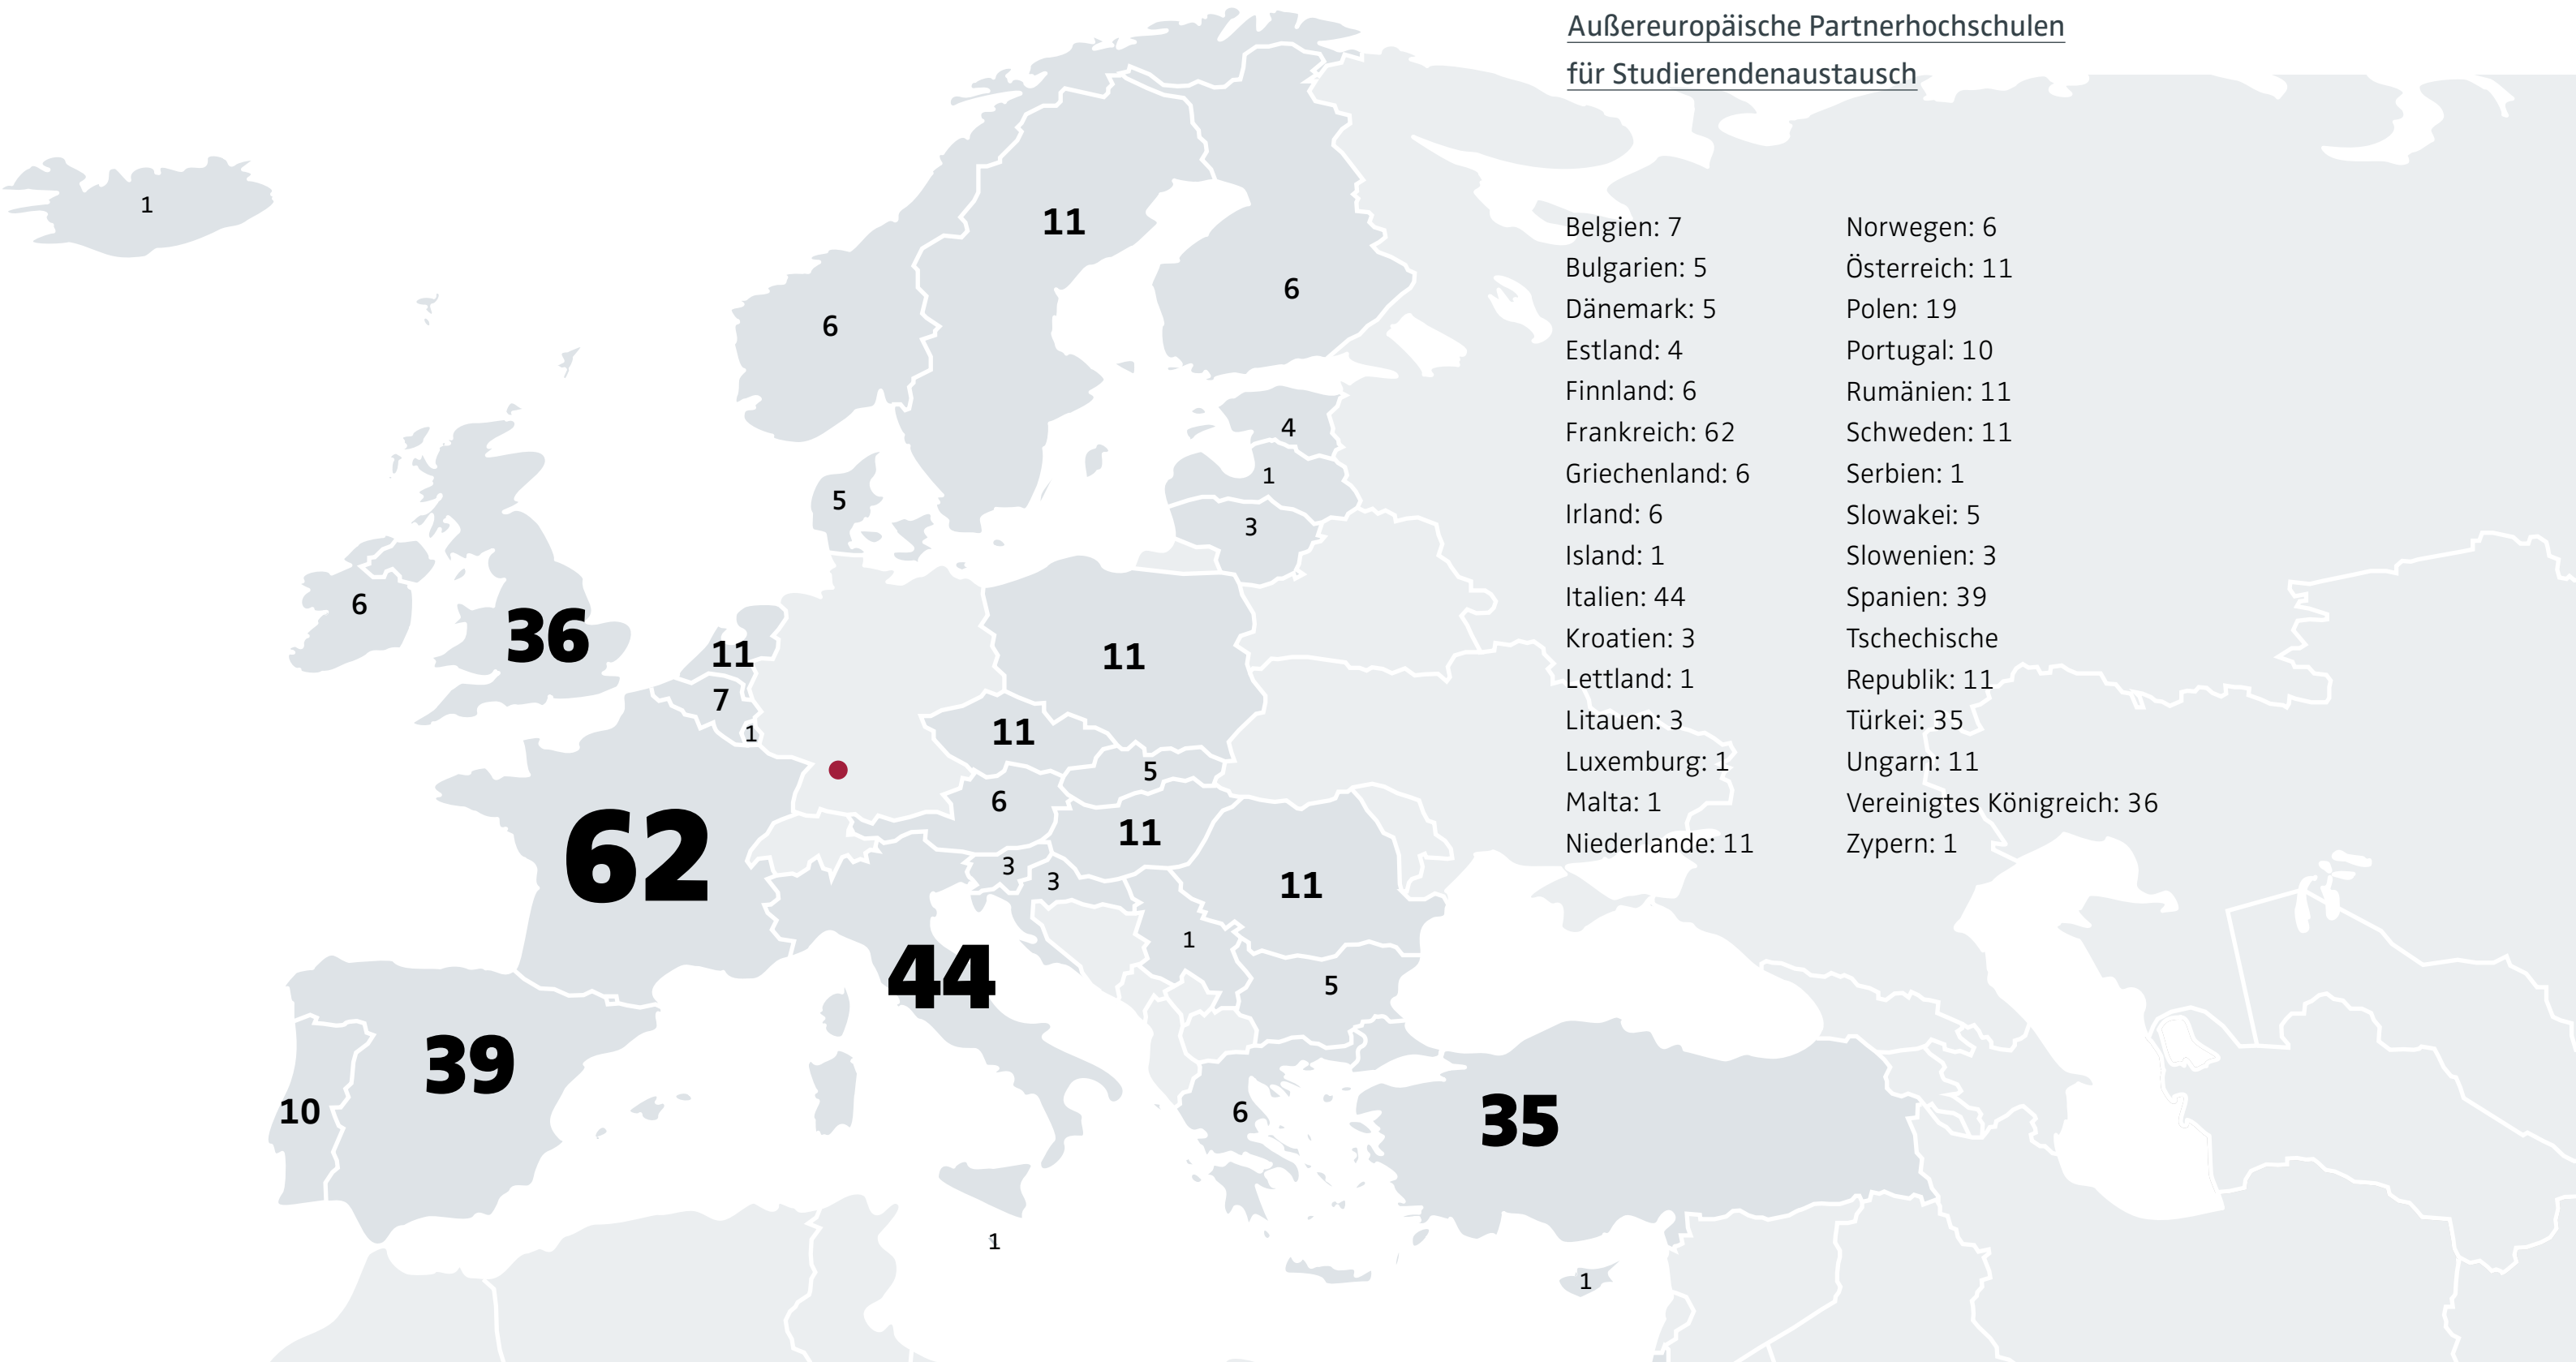 Außereuropäische Partnerhochschulen
für Studierendenaustausch
Belgien: 7
Bulgarien: 5
Dänemark: 5
Estland: 4
Finnland: 6
Frankreich: 62
Griechenland: 6
Irland: 6
Island: 1
Italien: 44
Kroatien: 3
Lettland: 1
Litauen: 3
Luxemburg: 1
Malta: 1
Niederlande: 11
Norwegen: 6
Österreich: 11
Polen: 19
Portugal: 10
Rumänien: 11
Schweden: 11
Serbien: 1
Slowakei: 5
Slowenien: 3
Spanien: 39
Tschechische
Republik: 11
Türkei: 35
Ungarn: 11
Vereinigtes Königreich: 36
Zypern: 1
1
11
6
6
4
1
5
3
6
36
11
11
7
11
1
5
6
62
11
3
3
11
1
44
5
39
10
6
35
1
1